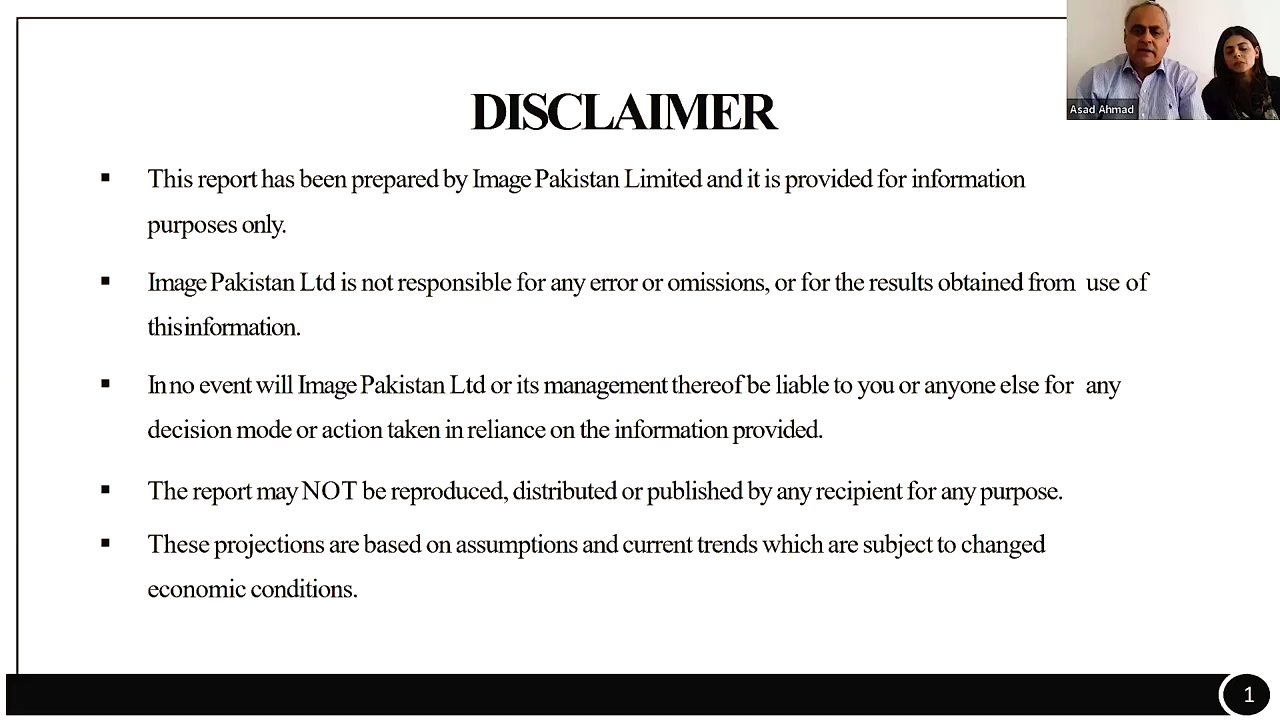 DISCLAIMER
▪ This report has been prepared by Image Pakistan Limited and it is provided for information
purposes only.
▪ Image Pakistan Ltd is not responsible for any error or omissions, or for the results obtained from use of
this information.
▪ In no event will Image Pakistan Ltd or its management thereof be liable to you or anyone else for any
decision mode or action taken in reliance on the information provided.
▪ The report may NOT be reproduced, distributed or published by any recipient for any purpose.
▪ These projections are based on assumptions and current trends which are subject to changed
economic conditions.
Asad Ahmad
1